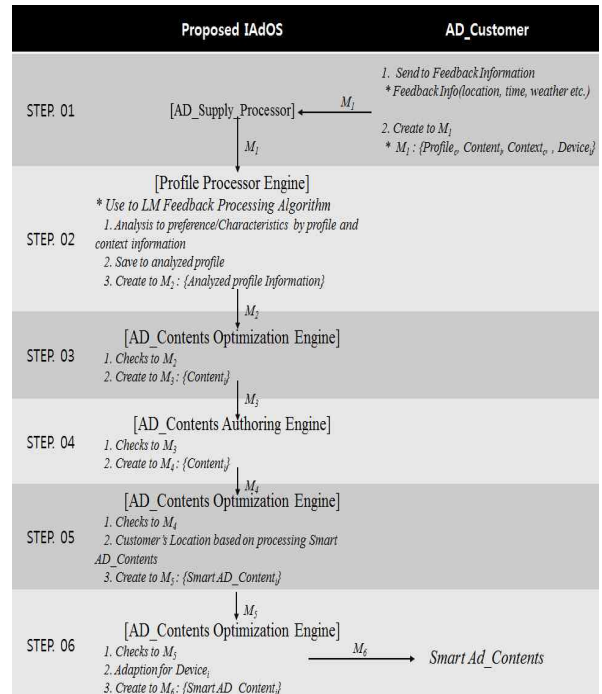 Proposed IAdOS AD_Customer
STEP. 01
1. Send to Feedback Information
* FeedbackInfo(location, time, weather etc.)
[AD_Supply_Processor]
M1
2. Create to M1
* M1 : {Profilec, Contenti, Contextc, , Devicei}
M1
STEP. 02
[Profile Processor Engine]
* Use to LM Feedback Processing Algorithm
1. Analysis to preference/Characteristics by profile and
context information
2. Save to analyzed profile
3. Create to M2 : {Analyzed profile Information}
M2
STEP. 03
[AD_Contents Optimization Engine]
1. Checks to M2
2. Create to M3 : {Contenti}
M3
STEP. 04
[AD_Contents Authoring Engine]
1. Checks to M3
2. Create to M4 : {Contenti}
M4
STEP. 05
[AD_Contents Optimization Engine]
1. Checks to M4
2. Customer's Location based on processing Smart
AD_Contents
3. Create to M5 : {Smart AD_Contenti}
M5
STEP. 06
[AD_Contents Optimization Engine]
1. Checks to M5
2. Adaption for Devicei
3. Create to M6 : {Smart AD_Contenti}
M6
Smart Ad_Contents